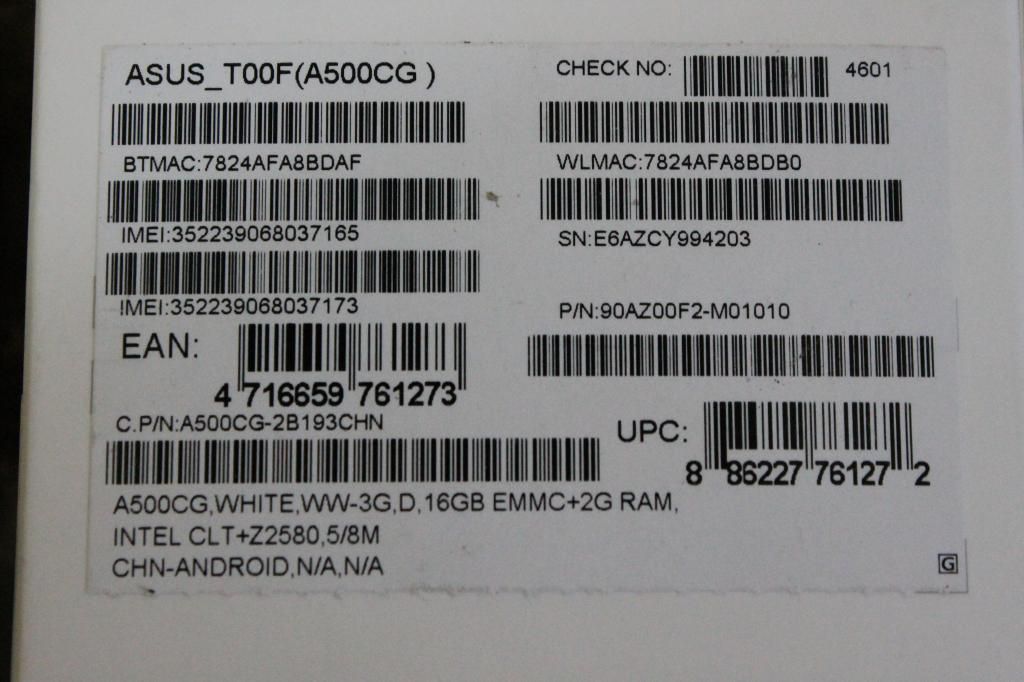 ASUS_T00F(A500CG )
CHECK NO: 4601
BTMAC:7824AFA8BDAF
WLMAC:7824AFA8BDB0
IMEI:352239068037165
SN:E6AZCY994203
IMEI:352239068037173
P/N:90AZ00F2-M01010
EAN:
4 716659 761273
C.P/N:A500CG-2B193CHN
UPC:
8 86227 76127 2
A500CG,WHITE,WW-3G,D,16GB EMMC+2G RAM,
INTEL CLT+Z2580,5/8M
CHN-ANDROID,N/A,N/A
G